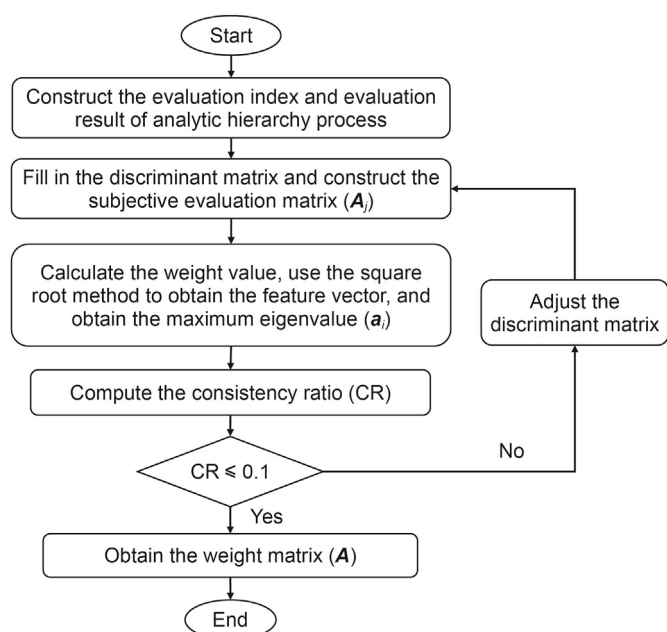 Start
Construct the evaluation index and evaluation
result of analytic hierarchy process
Fill in the discriminant matrix and construct the
subjective evaluation matrix (Aj)
Calculate the weight value, use the square
root method to obtain the feature vector, and
obtain the maximum eigenvalue (ai)
Adjust the
discriminant matrix
Compute the consistency ratio (CR)
CR ⩽ 0.1
No
Yes
Obtain the weight matrix (A)
End